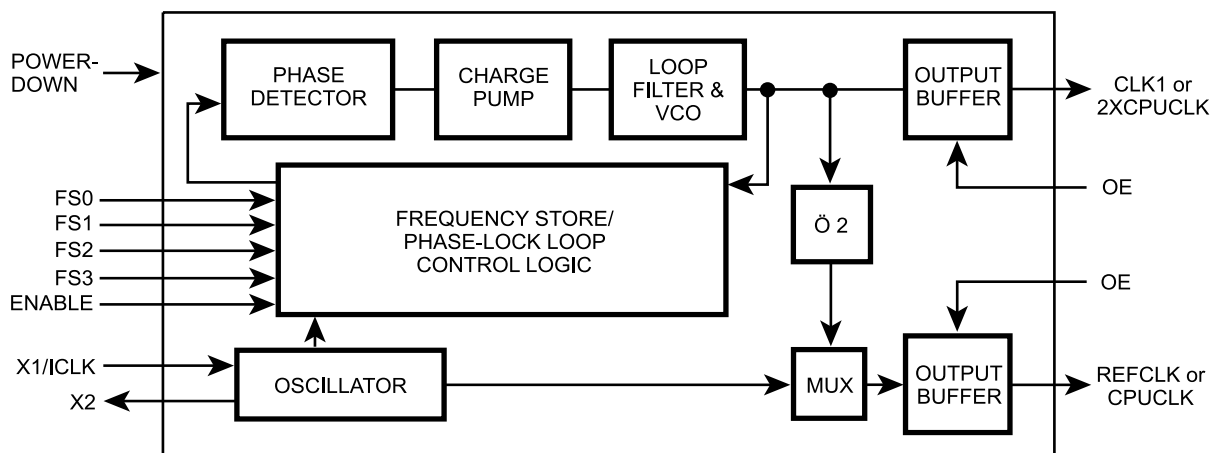 POWER-
DOWN
PHASE
DETECTOR
CHARGE
PUMP
LOOP
FILTER &
VCO
OUTPUT
BUFFER
CLK1 or
2XCPUCLK
OE
FS0
FS1
FS2
FS3
ENABLE
FREQUENCY STORE/
PHASE-LOCK LOOP
CONTROL LOGIC
Ö 2
OE
X1/ICLK
X2
OSCILLATOR
MUX
OUTPUT
BUFFER
REFCLK or
CPUCLK